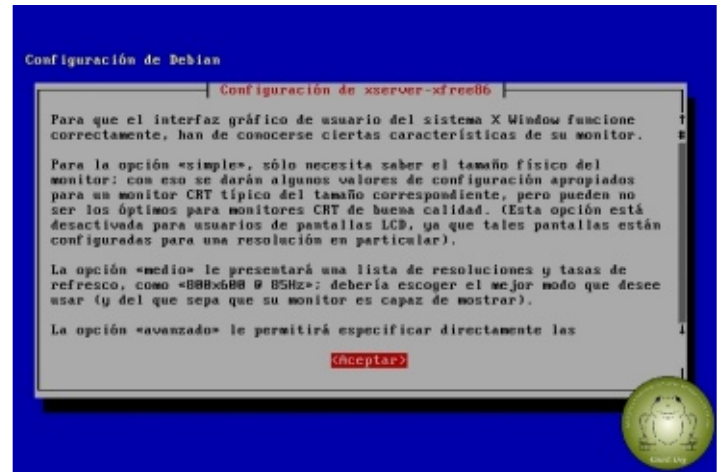 Configuración de Debian
Configuración de xserver-xfree86
Para que el interfaz gráfico de usuario del sistema X Window funcione
correctamente, han de conocerse ciertas características de su monitor.
Para la opción «simple», sólo necesita saber el tamaño físico del
monitor; con eso se darán algunos valores de configuración apropiados
para un monitor CRT típico del tamaño correspondiente, pero pueden no
ser los óptimos para monitores CRT de buena calidad. (Esta opción está
desactivada para usuarios de pantallas LCD, ya que tales pantallas están
configuradas para una resolución en particular).
La opción «medio» le presentará una lista de resoluciones y tasas de
refresco, como «800x600 @ 85Hz»; debería escoger el mejor modo que desee
usar (y del que sepa que su monitor es capaz de mostrar).
La opción «avanzado» le permitirá especificar directamente las
<Aceptar>